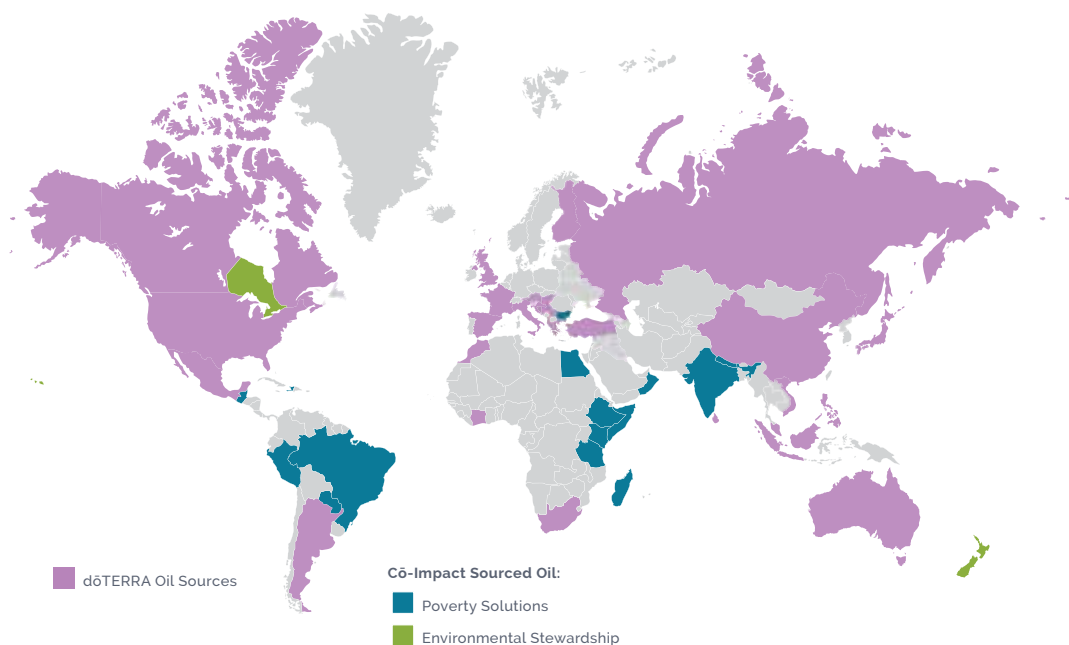 dōTERRA Oil Sources
Cō-Impact Sourced Oil:
Poverty Solutions
Environmental Stewardship